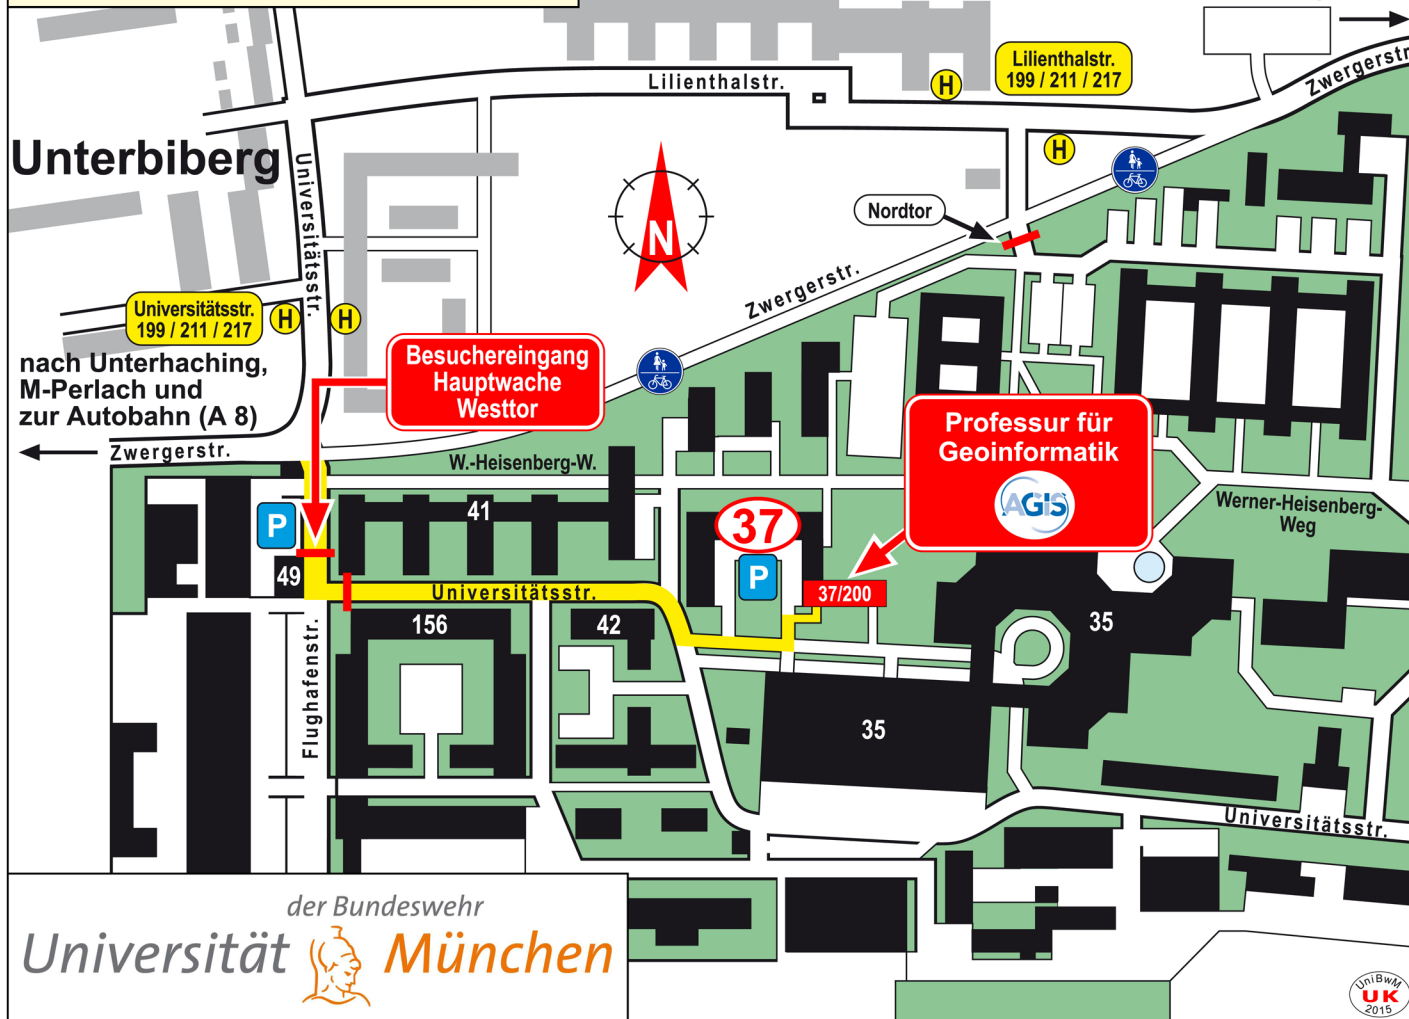 Lilienthalstr.
199 / 211 / 217
H
Zwergerstr.
Lilienthalstr.
H
Unterbiberg
Universitätsstr.
Nordtor
N
Zwergerstr.
Universitätsstr.
199 / 211 / 217
H
H
nach Unterhaching,
M-Perlach und
zur Autobahn (A 8)
Besuchereingang
Hauptwache
Westtor
Professur für
Geoinformatik
AGIS
Zwergerstr.
W.-Heisenberg-W.
Werner-Heisenberg-
Weg
P
41
37
P
49
Universitätsstr.
37/200
156
42
35
Flughafenstr.
35
Universitätsstr.
der Bundeswehr
Universität München
UniBwM
UK
2015